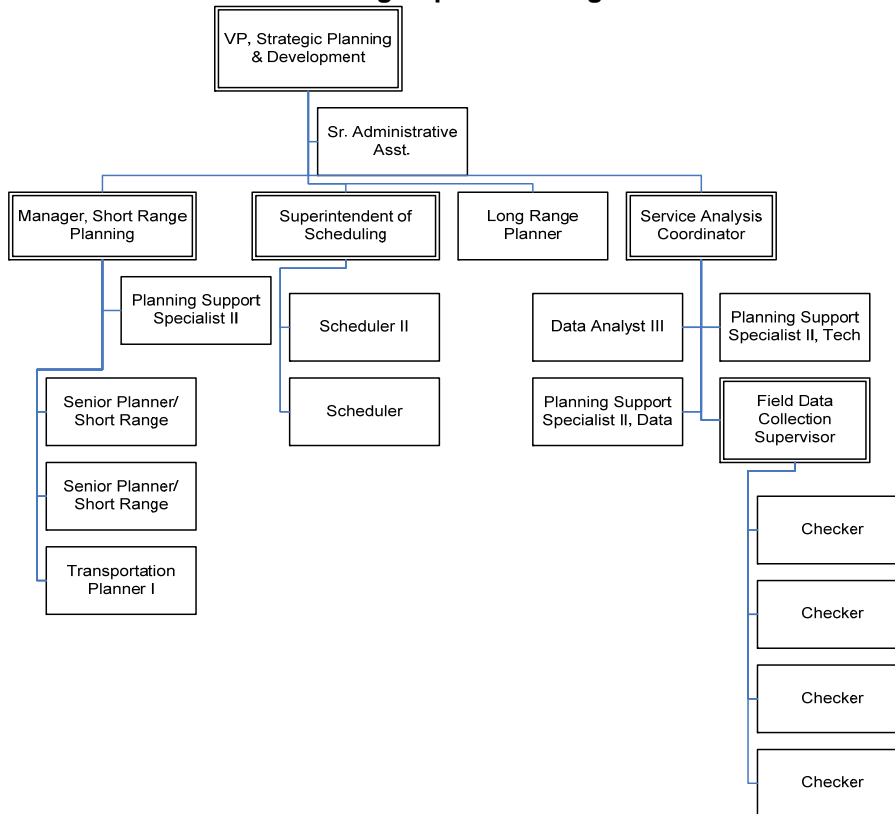 VP, Strategic Planning
& Development
Sr. Administrative
Asst.
Manager, Short Range
Planning
Superintendent of
Scheduling
Long Range
Planner
Service Analysis
Coordinator
Planning Support
Specialist II
Scheduler II
Data Analyst III
Planning Support
Specialist II, Tech
Senior Planner/
Short Range
Scheduler
Planning Support
Specialist II, Data
Field Data
Collection
Supervisor
Senior Planner/
Short Range
Checker
Transportation
Planner I
Checker
Checker
Checker